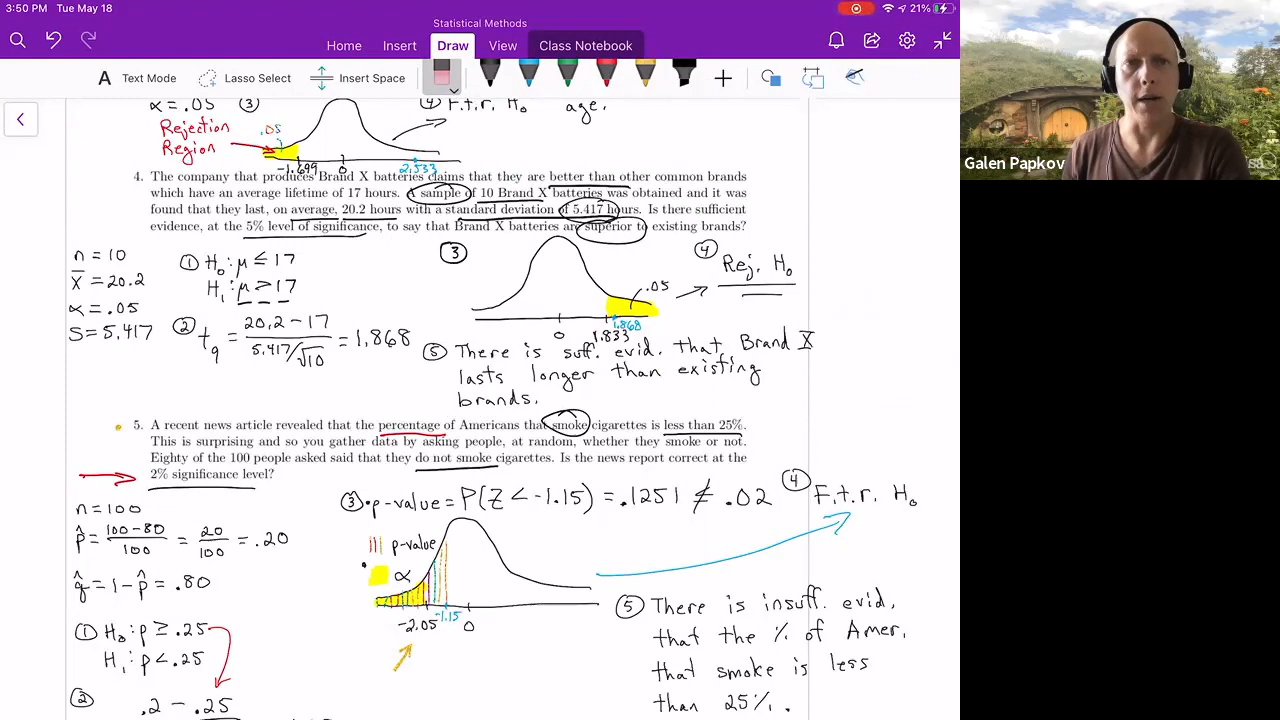 3:50 PM Tue May 18
Statistical Methods
21%
Home Insert Draw View Class Notebook
A Text Mode Lasso Select Insert Space
α = .05 ③ ④ F.t.r. H₀ age.
Rejection
Region
.05
-1.699 0 2.533
4. The company that produces Brand X batteries claims that they are better than other common brands
which have an average lifetime of 17 hours. A sample of 10 Brand X batteries was obtained and it was
found that they last, on average, 20.2 hours with a standard deviation of 5.417 hours. Is there sufficient
evidence, at the 5% level of significance, to say that Brand X batteries are superior to existing brands?
n = 10
x̄ = 20.2
α = .05
S = 5.417
① H₀: μ ≤ 17
H₁: μ > 17
② t₉ = (20.2 - 17)/(5.417/√10) = 1.868
③
.05
0 1.833 1.868
④ Rej. H₀
⑤ There is suff. evid. that Brand X
lasts longer than existing
brands.
5. A recent news article revealed that the percentage of Americans that smoke cigarettes is less than 25%.
This is surprising and so you gather data by asking people, at random, whether they smoke or not.
Eighty of the 100 people asked said that they do not smoke cigarettes. Is the news report correct at the
2% significance level?
n = 100
p̂ = (100-80)/100 = 20/100 = .20
q̂ = 1 - p̂ = .80
① H₀: p ≥ .25
H₁: p < .25
②
.2 - .25
③ • p-value = P(Z < -1.15) = .1251 ≮ .02
p-value
α
-2.05 -1.15 0
④ F.t.r. H₀
⑤ There is insuff. evid.
that the % of Amer.
that smoke is less
than 25%.
Galen Papkov